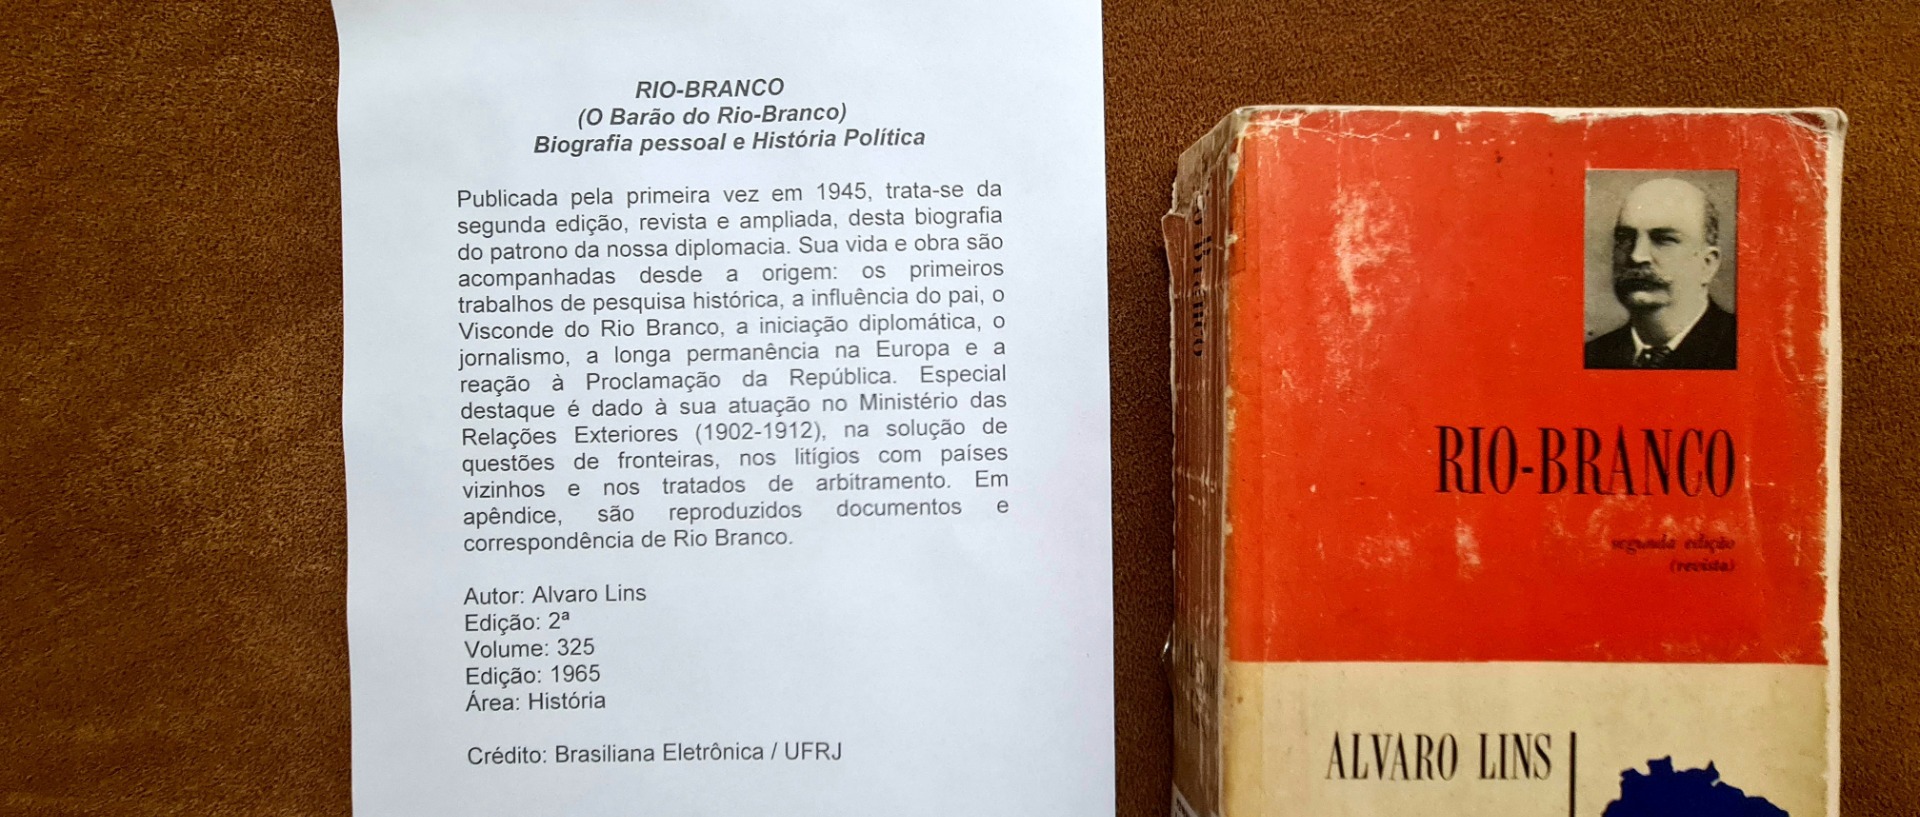 RIO-BRANCO
(O Barão do Rio-Branco)
Biografia pessoal e História Política
Publicada pela primeira vez em 1945, trata-se da
segunda edição, revista e ampliada, desta biografia
do patrono da nossa diplomacia. Sua vida e obra são
acompanhadas desde a origem: os primeiros
trabalhos de pesquisa histórica, a influência do pai, o
Visconde do Rio Branco, a iniciação diplomática, o
jornalismo, a longa permanência na Europa e a
reação à Proclamação da República. Especial
destaque é dado à sua atuação no Ministério das
Relações Exteriores (1902-1912), na solução de
questões de fronteiras, nos litígios com países
vizinhos e nos tratados de arbitramento. Em
apêndice, são reproduzidos documentos e
correspondência de Rio Branco.
Autor: Alvaro Lins
Edição: 2ª
Volume: 325
Edição: 1965
Área: História
Crédito: Brasiliana Eletrônica / UFRJ
RIO-BRANCO
segunda edição
(revista)
ALVARO LINS